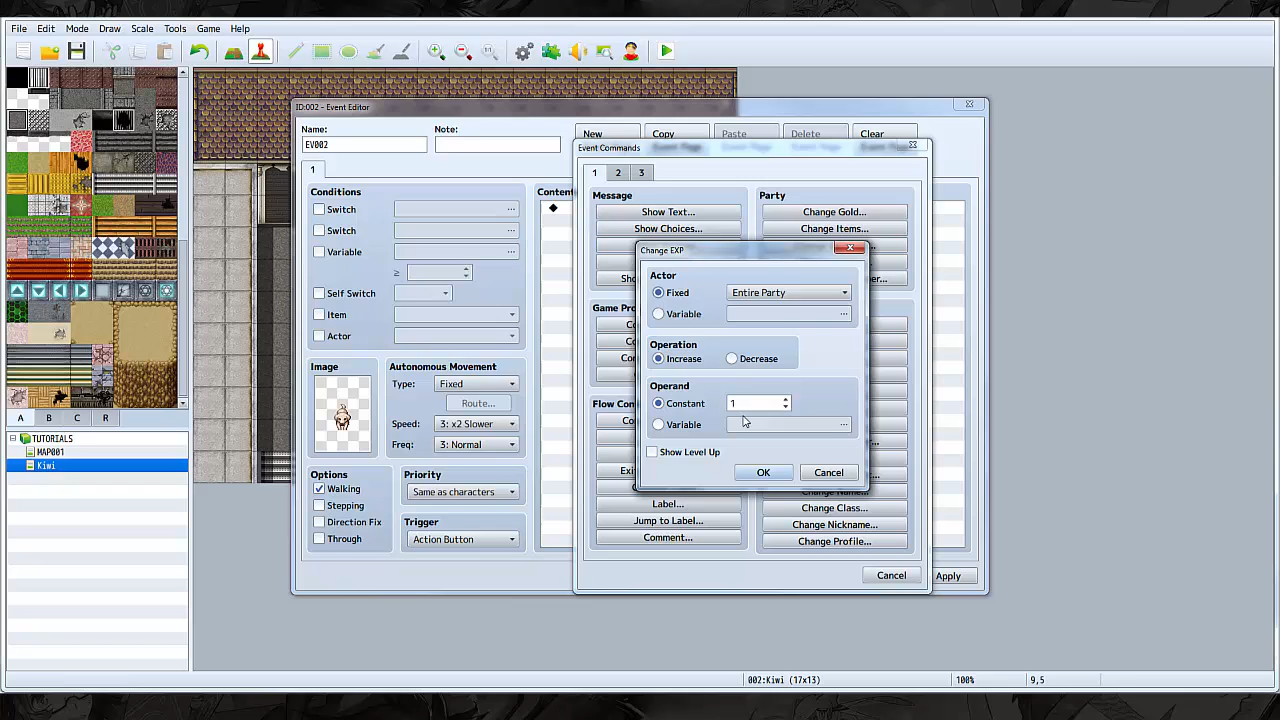 File Edit Mode Draw Scale Tools Game Help
ID:002 - Event Editor
Name:
Note:
New
Copy
Paste
Delete
Clear
EV002
Event Commands
1
1 2 3
Conditions
Conten
Message
Party
Switch
Show Text...
Change Gold...
Switch
Show Choices...
Change Items...
Variable
Change EXP
≥
Actor
Fixed
Entire Party
Variable
Self Switch
Item
Actor
Operation
Increase
Decrease
Image
Autonomous Movement
Type:
Fixed
Route...
Speed:
3: x2 Slower
Freq:
3: Normal
Operand
Constant
1
Variable
Show Level Up
OK
Cancel
A B C R
TUTORIALS
MAP001
Kiwi
Options
Walking
Stepping
Direction Fix
Through
Priority
Same as characters
Trigger
Action Button
Label...
Jump to Label...
Comment...
Change Class...
Change Nickname...
Change Profile...
Cancel
Apply
002:Kiwi (17x13)
100%
9,5